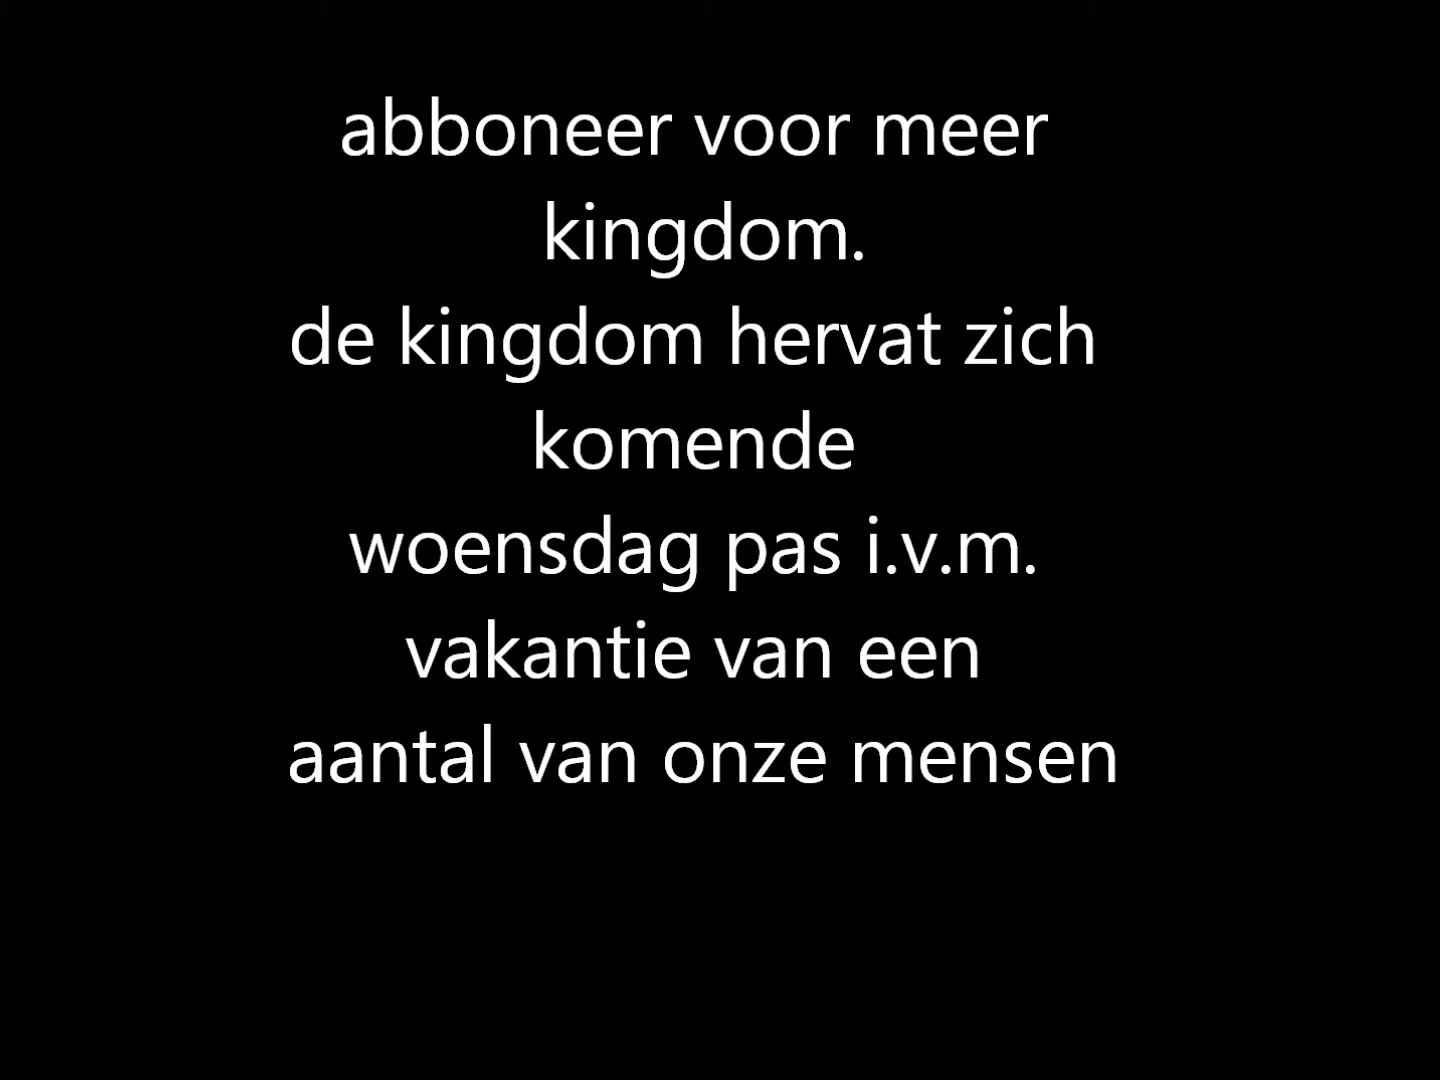 abboneer voor meer
kingdom.
de kingdom hervat zich
komende
woensdag pas i.v.m.
vakantie van een
aantal van onze mensen